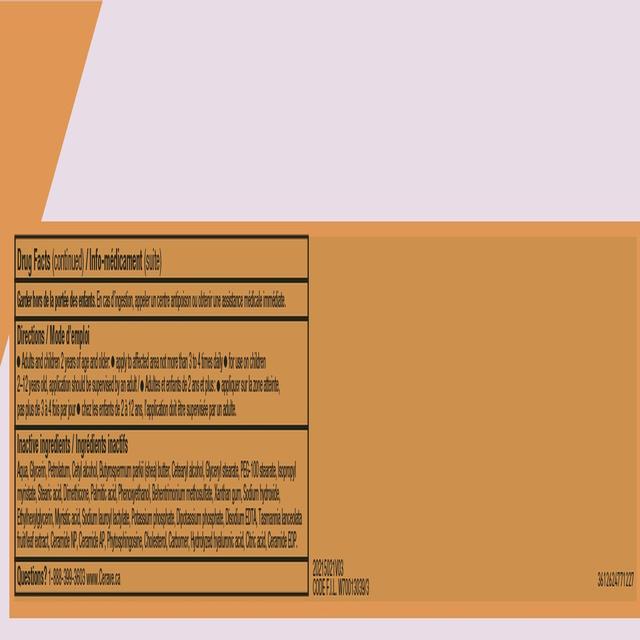 Drug Facts (continued) / Info-médicament (suite)
Garder hors de la portée des enfants. En cas d'ingestion, appeler un centre antipoison ou obtenir une assistance médicale immédiate.
Directions / Mode d'emploi
● Adults and children 2 years of age and older: ● apply to affected area not more than 3 to 4 times daily ● for use on children
2–12 years old, application should be supervised by an adult / ● Adultes et enfants de 2 ans et plus: ● appliquer sur la zone atteinte,
pas plus de 3 à 4 fois par jour ● chez les enfants de 2 à 12 ans, l'application doit être supervisée par un adulte.
Inactive ingredients / Ingrédients inactifs
Aqua, Glycerin, Petrolatum, Cetyl alcohol, Butyrospermum parkii (shea) butter, Cetearyl alcohol, Glyceryl stearate, PEG-100 stearate, Isopropyl
myristate, Stearic acid, Dimethicone, Palmitic acid, Phenoxyethanol, Behentrimonium methosulfate, Xanthan gum, Sodium hydroxide,
Ethylhexylglycerin, Myristic acid, Sodium lauroyl lactylate, Potassium phosphate, Dipotassium phosphate, Disodium EDTA, Tasmannia lanceolata
fruit/leaf extract, Ceramide NP, Ceramide AP, Phytosphingosine, Cholesterol, Carbomer, Hydrolyzed hyaluronic acid, Citric acid, Ceramide EOP.
Questions? 1-888-399-3603 www.Cerave.ca
20215021V03
CODE F.I.L. W70013039/3
3612624771227